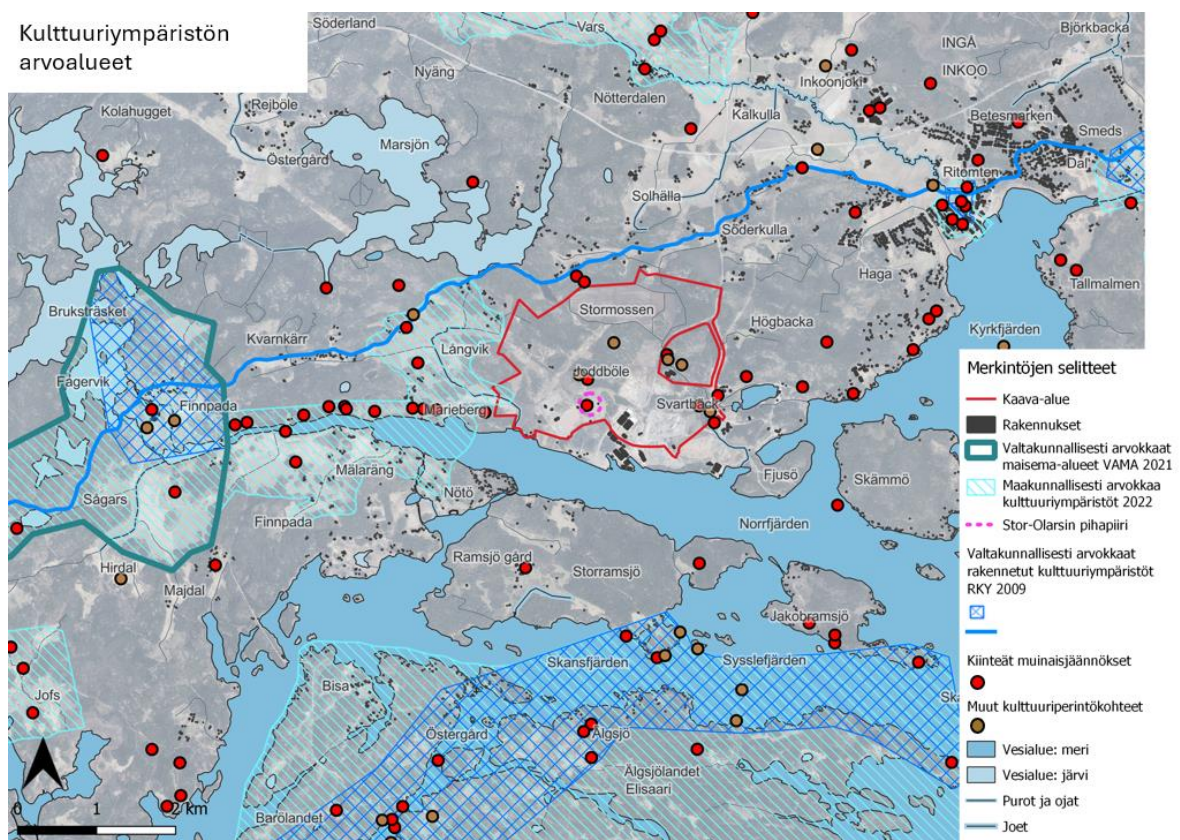 Kulttuuriympäristön
arvoalueet
Söderland
Vars
Björkbacka
Nyäng
INGÅ
INKOO
Inkoonjoki
Kolahugget
Rejböle
Nötterdalen
Kalkulla
Betesmarken
Smeds
Östergård
Marsjön
Dal
Ritomten
Solhälla
Söderkulla
Haga
Tallmalmen
Bruksträsket
Stormossen
Högbacka
Kyrkfjärden
Kvarnkärr
Långvik
Joddböle
Fagervik
Finnpada
Marieberg
Svartbäck
Mälaräng
Fjusö
Skämmö
Sågars
Nötö
Finnpada
Norrfjärden
Ramsjö gård
Storramsjö
Hirdal
Majdal
Jakobramsjö
Skansfjärden
Sysslefjärden
Bisa
Jofs
Östergård
Älgsjö
Älgsjölandet
Elisaari
Barölandet
0 1 2 km
Merkintöjen selitteet
Kaava-alue
Rakennukset
Valtakunnallisesti arvokkaat
maisema-alueet VAMA 2021
Maakunnallisesti arvokkaa
kulttuuriympäristöt 2022
Stor-Olarsin pihapiiri
Valtakunnallisesti arvokkaat
rakennetut kulttuuriympäristöt
RKY 2009
Kiinteät muinaisjäännökset
Muut kulttuuriperintökohteet
Vesialue: meri
Vesialue: järvi
Purot ja ojat
Joet